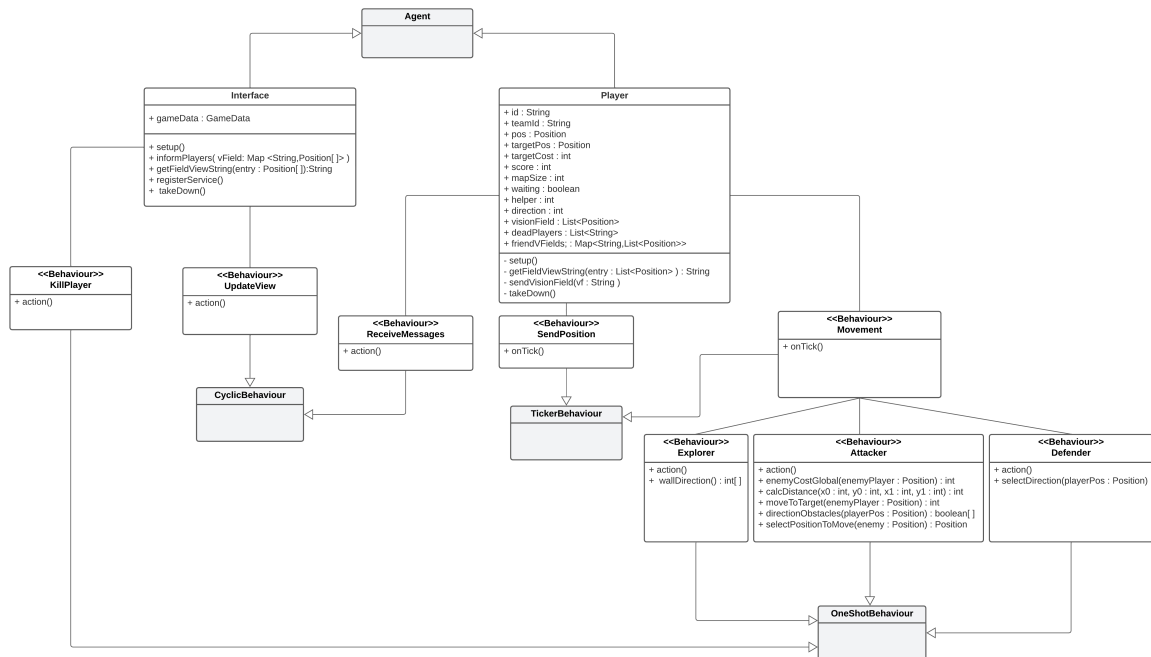 Agent
Interface
+ gameData : GameData
+ setup()
+ informPlayers( vField: Map <String,Position[ ]> )
+ getFieldViewString(entry : Position[ ]):String
+ registerService()
+ takeDown()
Player
+ id : String
+ teamId : String
+ pos : Position
+ targetPos : Position
+ targetCost : int
+ score : int
+ mapSize : int
+ waiting : boolean
+ helper : int
+ direction : int
+ visionField : List<Position>
+ deadPlayers : List<String>
+ friendVFields; : Map<String,List<Position>>
- setup()
- getFieldViewString(entry : List<Position> ) : String
- sendVisionField(vf : String )
- takeDown()
<<Behaviour>>
KillPlayer
+ action()
<<Behaviour>>
UpdateView
+ action()
<<Behaviour>>
ReceiveMessages
+ action()
<<Behaviour>>
SendPosition
+ onTick()
<<Behaviour>>
Movement
+ onTick()
CyclicBehaviour
TickerBehaviour
<<Behaviour>>
Explorer
+ action()
+ wallDirection() : int[ ]
<<Behaviour>>
Attacker
+ action()
+ enemyCostGlobal(enemyPlayer : Position) : int
+ calcDistance(x0 : int, y0 : int, x1 : int, y1 : int) : int
+ moveToTarget(enemyPlayer : Position) : int
+ directionObstacles(playerPos : Position) : boolean[ ]
+ selectPositionToMove(enemy : Position) : Position
<<Behaviour>>
Defender
+ action()
+ selectDirection(playerPos : Position)
OneShotBehaviour